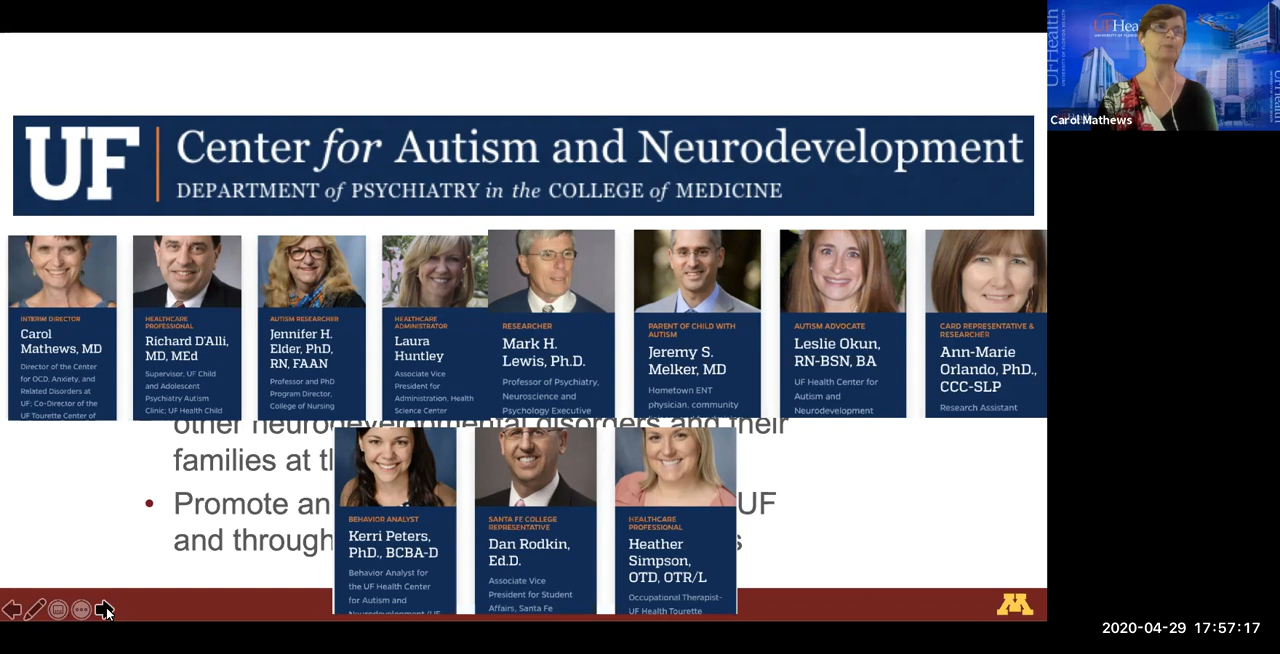 UF Center for Autism and Neurodevelopment
DEPARTMENT of PSYCHIATRY in the COLLEGE of MEDICINE
UFHealth
UNIVERSITY OF FLORIDA HEALTH
UFHea
Carol Mathews
INTERIM DIRECTOR
Carol
Mathews, MD
Director of the Center
for OCD, Anxiety, and
Related Disorders at
UF; Co-Director of the
UF Tourette Center of
HEALTHCARE
PROFESSIONAL
Richard D'Alli,
MD, MEd
Supervisor, UF Child
and Adolescent
Psychiatry Autism
Clinic; UF Health Child
AUTISM RESEARCHER
Jennifer H.
Elder, PhD,
RN, FAAN
Professor and PhD
Program Director,
College of Nursing
HEALTHCARE
ADMINISTRATOR
Laura
Huntley
Associate Vice
President for
Administration, Health
Science Center
RESEARCHER
Mark H.
Lewis, Ph.D.
Professor of Psychiatry,
Neuroscience and
Psychology Executive
PARENT OF CHILD WITH
AUTISM
Jeremy S.
Melker, MD
Hometown ENT
physician, community
AUTISM ADVOCATE
Leslie Okun,
RN-BSN, BA
UF Health Center for
Autism and
Neurodevelopment
CARD REPRESENTATIVE &
RESEARCHER
Ann-Marie
Orlando, PhD.,
CCC-SLP
Research Assistant
other neurodevelopmental disorders and their
families at
• Promote an UF
and through
BEHAVIOR ANALYST
Kerri Peters,
PhD., BCBA-D
Behavior Analyst for
the UF Health Center
for Autism and
Neurodevelopment (UF
SANTA FE COLLEGE
REPRESENTATIVE
Dan Rodkin,
Ed.D.
Associate Vice
President for Student
Affairs, Santa Fe
HEALTHCARE
PROFESSIONAL
Heather
Simpson,
OTD, OTR/L
Occupational Therapist-
UF Health Tourette
M
2020-04-29 17:57:17